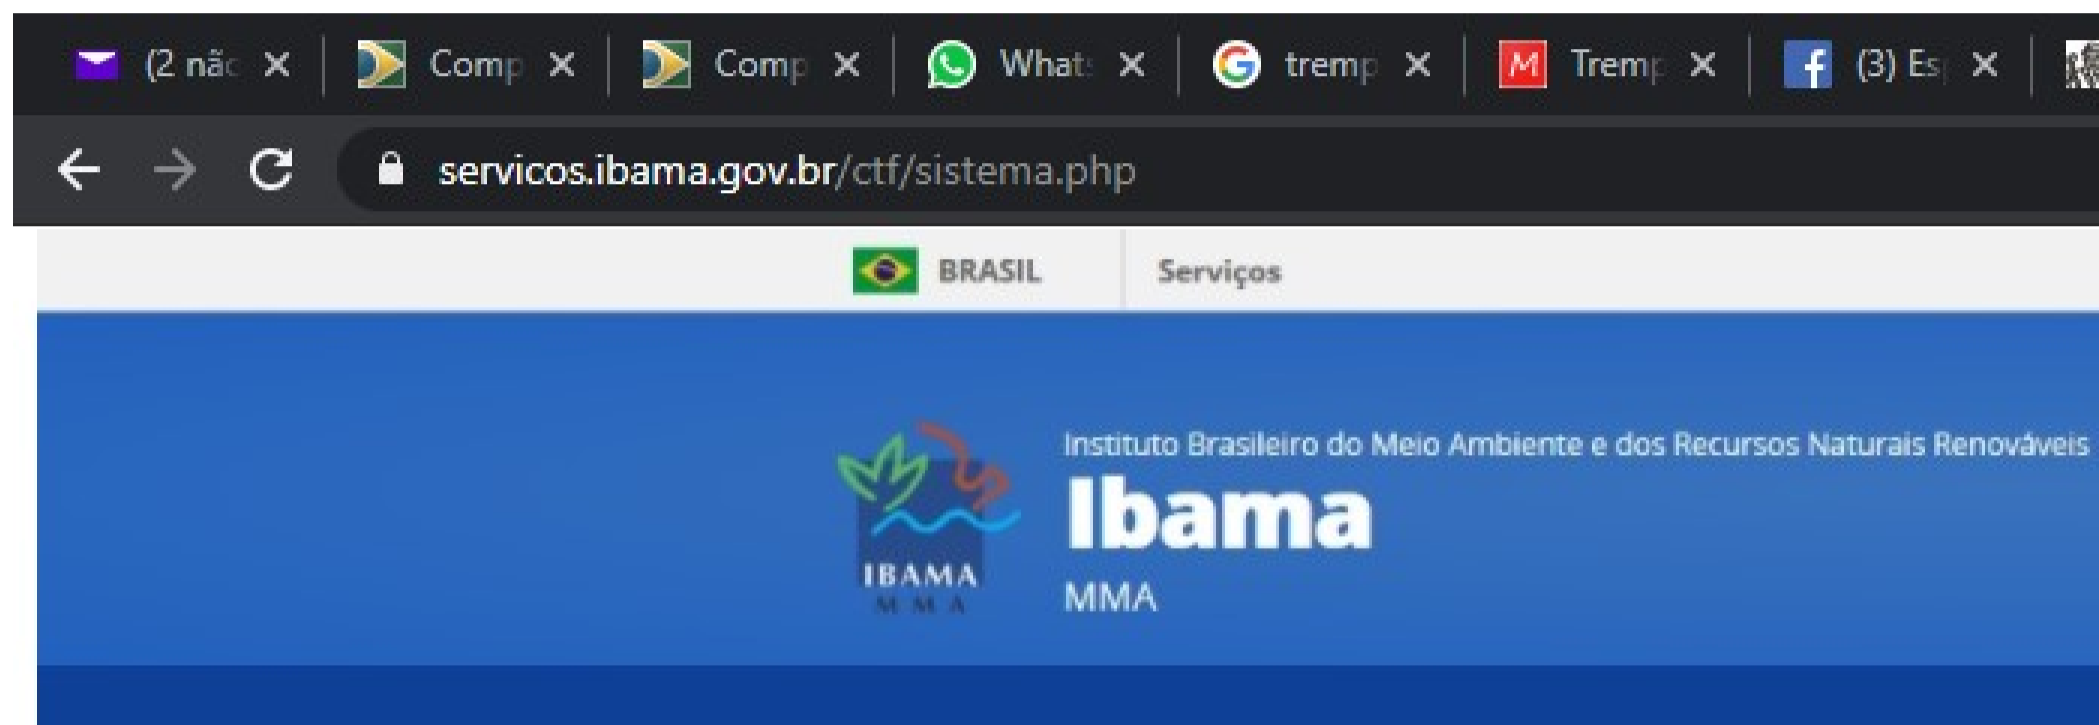 (2 não Comp Comp What tremp Tremp (3) Es
servicos.ibama.gov.br/ctf/sistema.php
BRASIL Serviços
Instituto Brasileiro do Meio Ambiente e dos Recursos Naturais Renováveis
Ibama
IBAMA
MMA
MMA